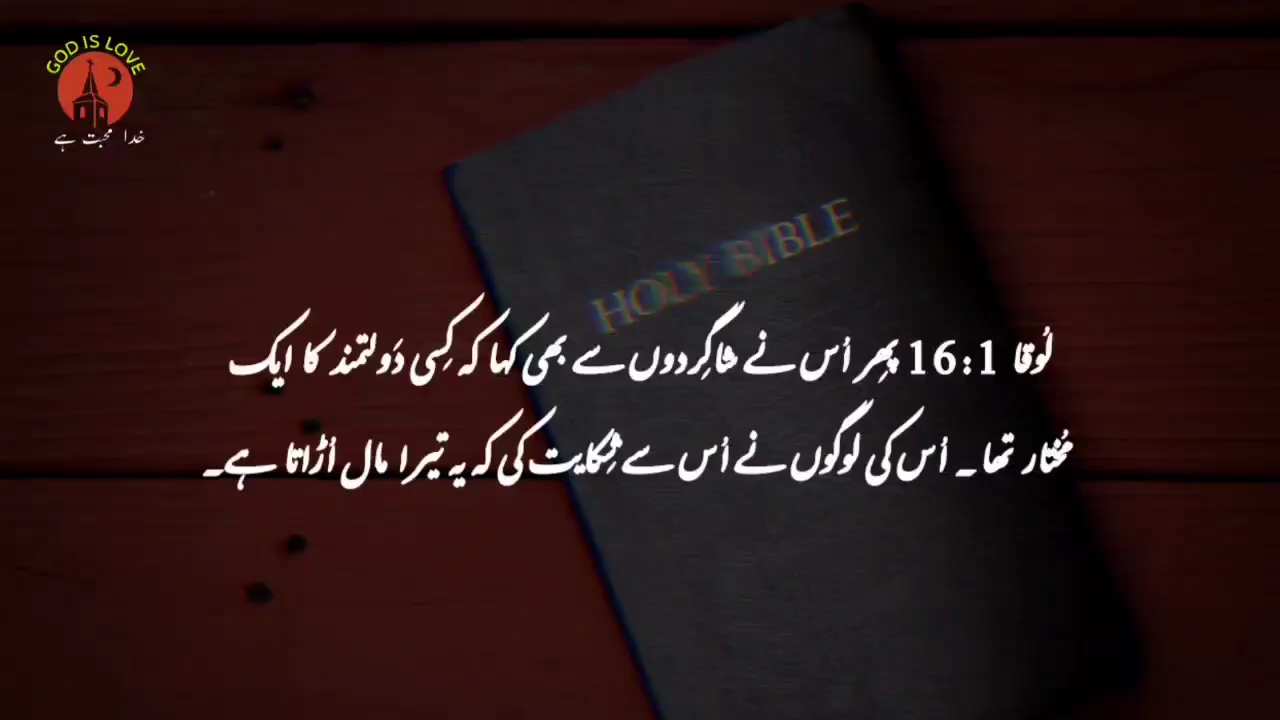 GOD IS LOVE
خدا محبت ہے
HOLY BIBLE
لُوقا 16:1 پِھر اُس نے شاگِردوں سے بھی کہا کہ کِسی دَولتمند کا ایک
مُختار تھا۔ اُس کی لوگوں نے اُس سے شِکایت کی کہ یہ تیرا مال اُڑاتا ہے۔